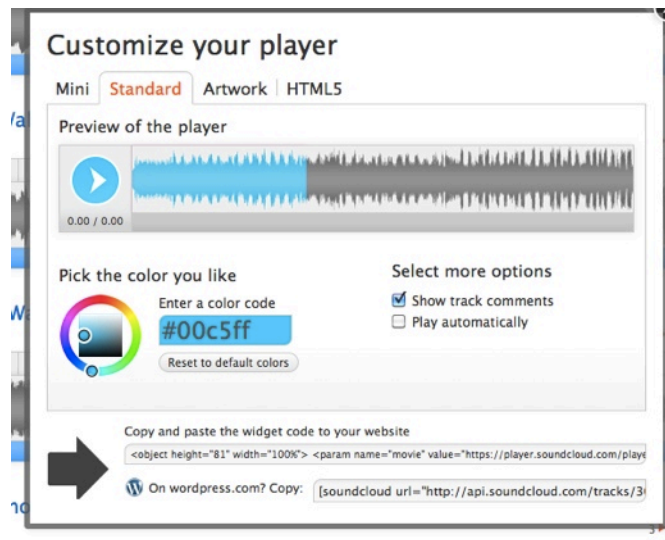 Customize your player
Mini Standard Artwork HTML5
Preview of the player
0.00 / 0.00
Pick the color you like
Enter a color code
#00c5ff
Reset to default colors
Select more options
Show track comments
Play automatically
Copy and paste the widget code to your website
<object height="81" width="100%"> <param name="movie" value="https://player.soundcloud.com/playe
On wordpress.com? Copy: [soundcloud url="http://api.soundcloud.com/tracks/3